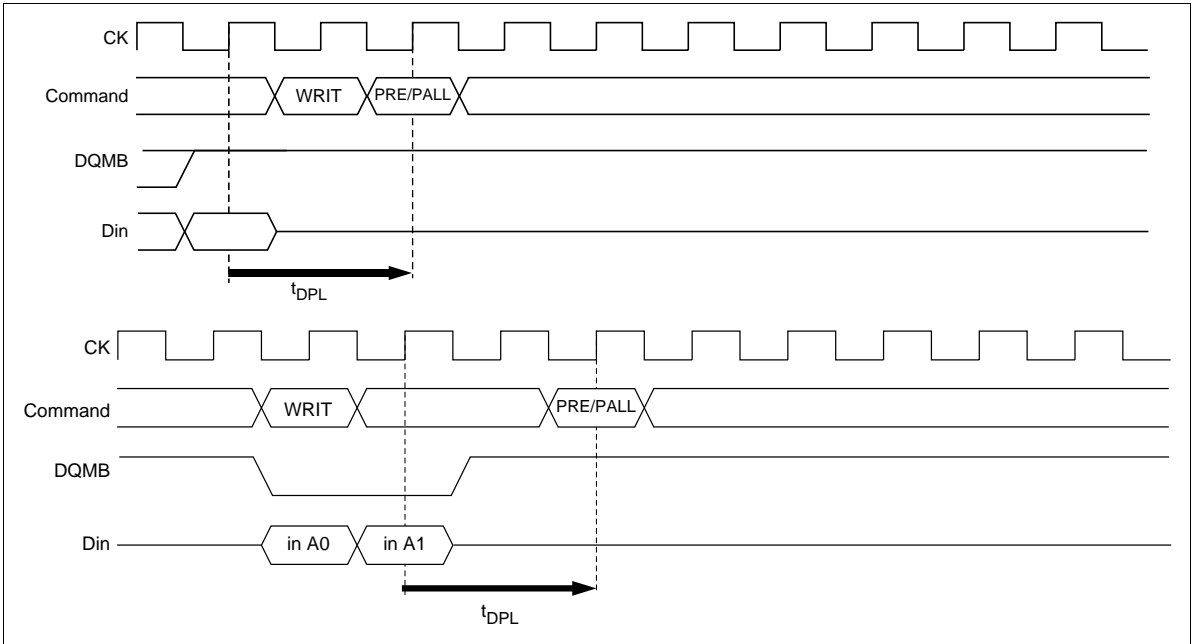 CK
Command WRIT PRE/PALL
DQMB
Din
tDPL
CK
Command WRIT PRE/PALL
DQMB
Din in A0 in A1
tDPL